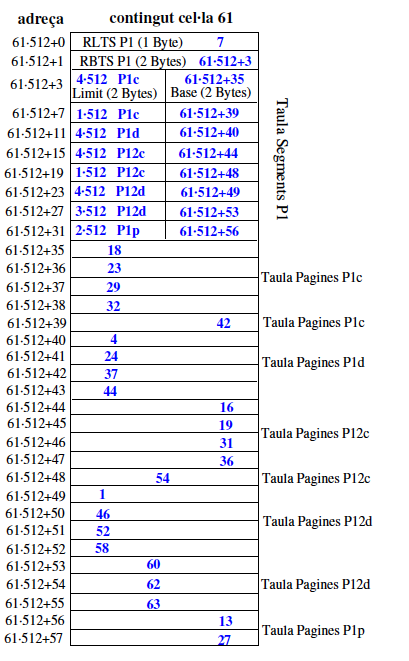 adreça contingut cel·la 61
61·512+0 RLTS P1 (1 Byte) 7
61·512+1 RBTS P1 (2 Bytes) 61·512+3
61·512+3 4·512 P1c 61·512+35
Limit (2 Bytes) Base (2 Bytes)
61·512+7 1·512 P1c 61·512+39
61·512+11 4·512 P1d 61·512+40
61·512+15 4·512 P12c 61·512+44
61·512+19 1·512 P12c 61·512+48
61·512+23 4·512 P12d 61·512+49
61·512+27 3·512 P12d 61·512+53
61·512+31 2·512 P1p 61·512+56
Taula Segments P1
61·512+35 18
61·512+36 23
61·512+37 29
61·512+38 32
Taula Pagines P1c
61·512+39 42 Taula Pagines P1c
61·512+40 4
61·512+41 24
61·512+42 37
61·512+43 44
Taula Pagines P1d
61·512+44 16
61·512+45 19
61·512+46 31
61·512+47 36
Taula Pagines P12c
61·512+48 54 Taula Pagines P12c
61·512+49 1
61·512+50 46
61·512+51 52
61·512+52 58
Taula Pagines P12d
61·512+53 60
61·512+54 62 Taula Pagines P12d
61·512+55 63
61·512+56 13
61·512+57 27
Taula Pagines P1p